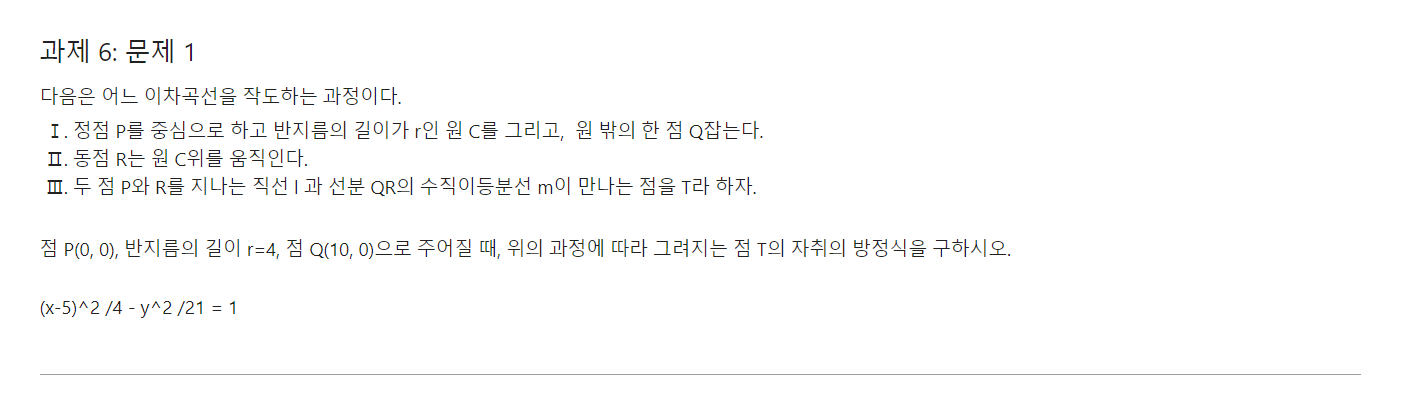 과제 6: 문제 1
다음은 어느 이차곡선을 작도하는 과정이다.
Ⅰ. 정점 P를 중심으로 하고 반지름의 길이가 r인 원 C를 그리고, 원 밖의 한 점 Q잡는다.
Ⅱ. 동점 R는 원 C위를 움직인다.
Ⅲ. 두 점 P와 R를 지나는 직선 l 과 선분 QR의 수직이등분선 m이 만나는 점을 T라 하자.
점 P(0, 0), 반지름의 길이 r=4, 점 Q(10, 0)으로 주어질 때, 위의 과정에 따라 그려지는 점 T의 자취의 방정식을 구하시오.
(x-5)^2 /4 - y^2 /21 = 1